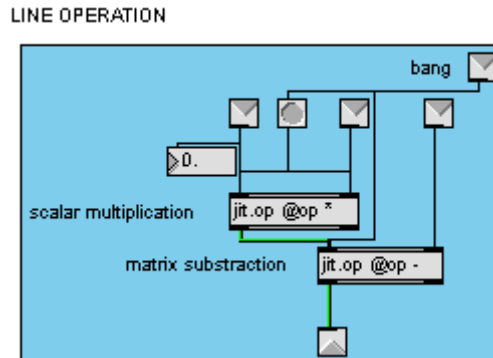 LINE OPERATION
bang
0.
scalar multiplication
jit.op @op *
matrix substraction
jit.op @op -